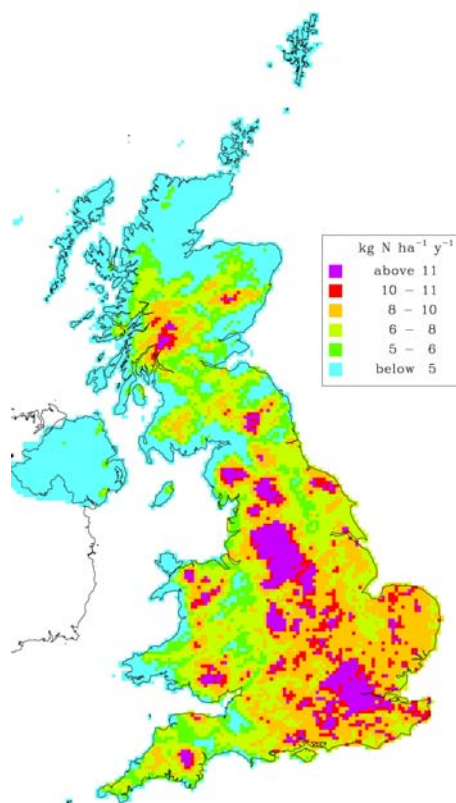 kg N ha⁻¹ y⁻¹
above 11
10 – 11
8 – 10
6 – 8
5 – 6
below 5